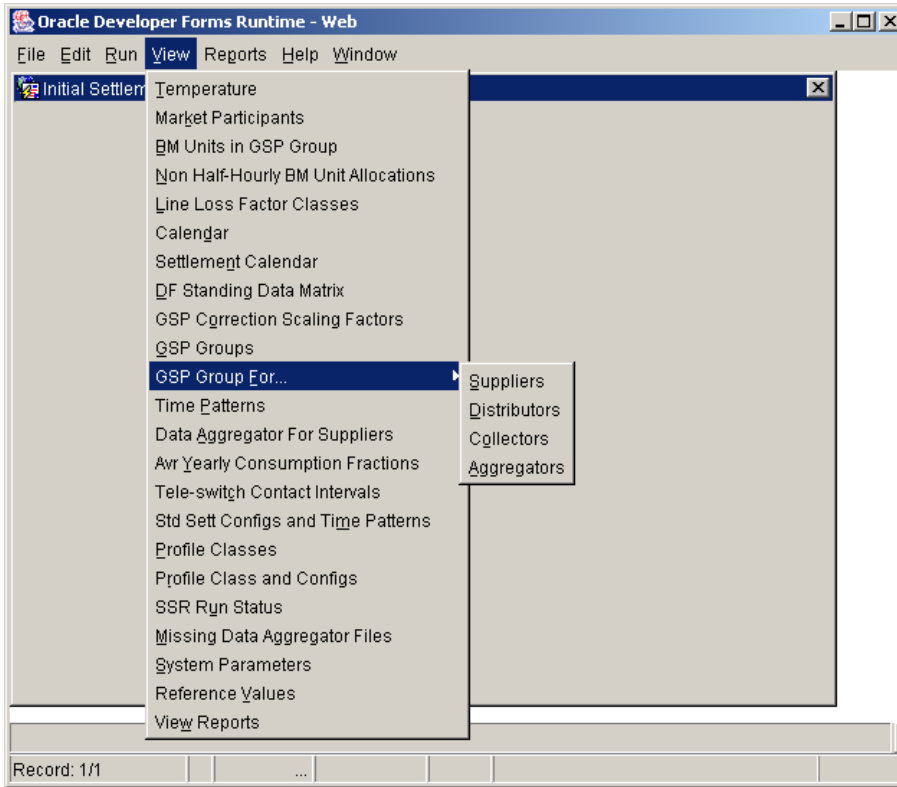 Oracle Developer Forms Runtime - Web
File Edit Run View Reports Help Window
Initial Settlem
Temperature
Market Participants
BM Units in GSP Group
Non Half-Hourly BM Unit Allocations
Line Loss Factor Classes
Calendar
Settlement Calendar
DF Standing Data Matrix
GSP Correction Scaling Factors
GSP Groups
GSP Group For...
Suppliers
Distributors
Collectors
Aggregators
Time Patterns
Data Aggregator For Suppliers
Avr Yearly Consumption Fractions
Tele-switch Contact Intervals
Std Sett Configs and Time Patterns
Profile Classes
Profile Class and Configs
SSR Run Status
Missing Data Aggregator Files
System Parameters
Reference Values
View Reports
Record: 1/1 ...